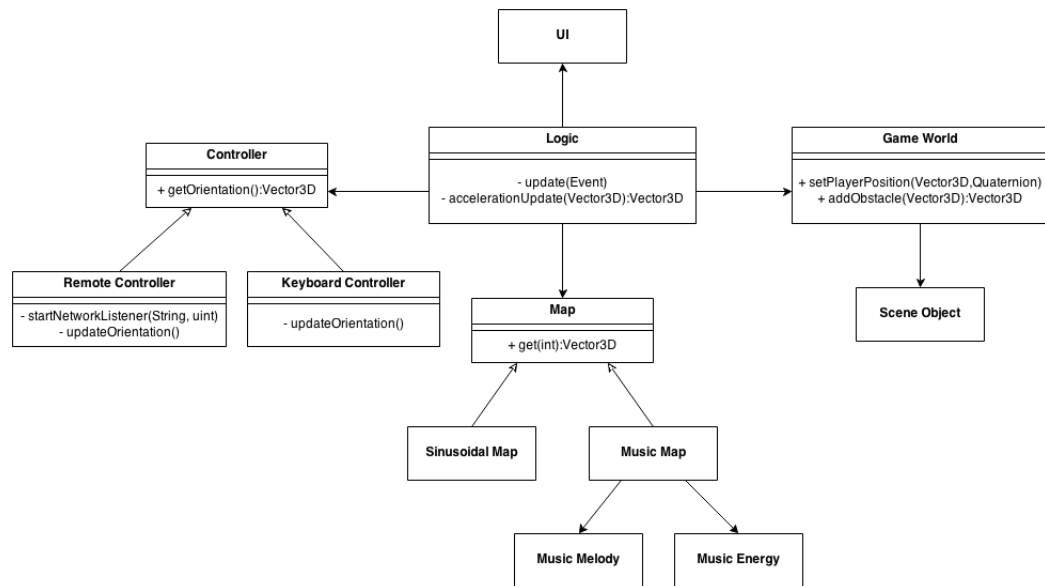 UI
Logic
- update(Event)
- accelerationUpdate(Vector3D):Vector3D
Game World
+ setPlayerPosition(Vector3D,Quaternion)
+ addObstacle(Vector3D):Vector3D
Controller
+ getOrientation():Vector3D
Remote Controller
- startNetworkListener(String, uint)
- updateOrientation()
Keyboard Controller
- updateOrientation()
Map
+ get(int):Vector3D
Scene Object
Sinusoidal Map
Music Map
Music Melody
Music Energy